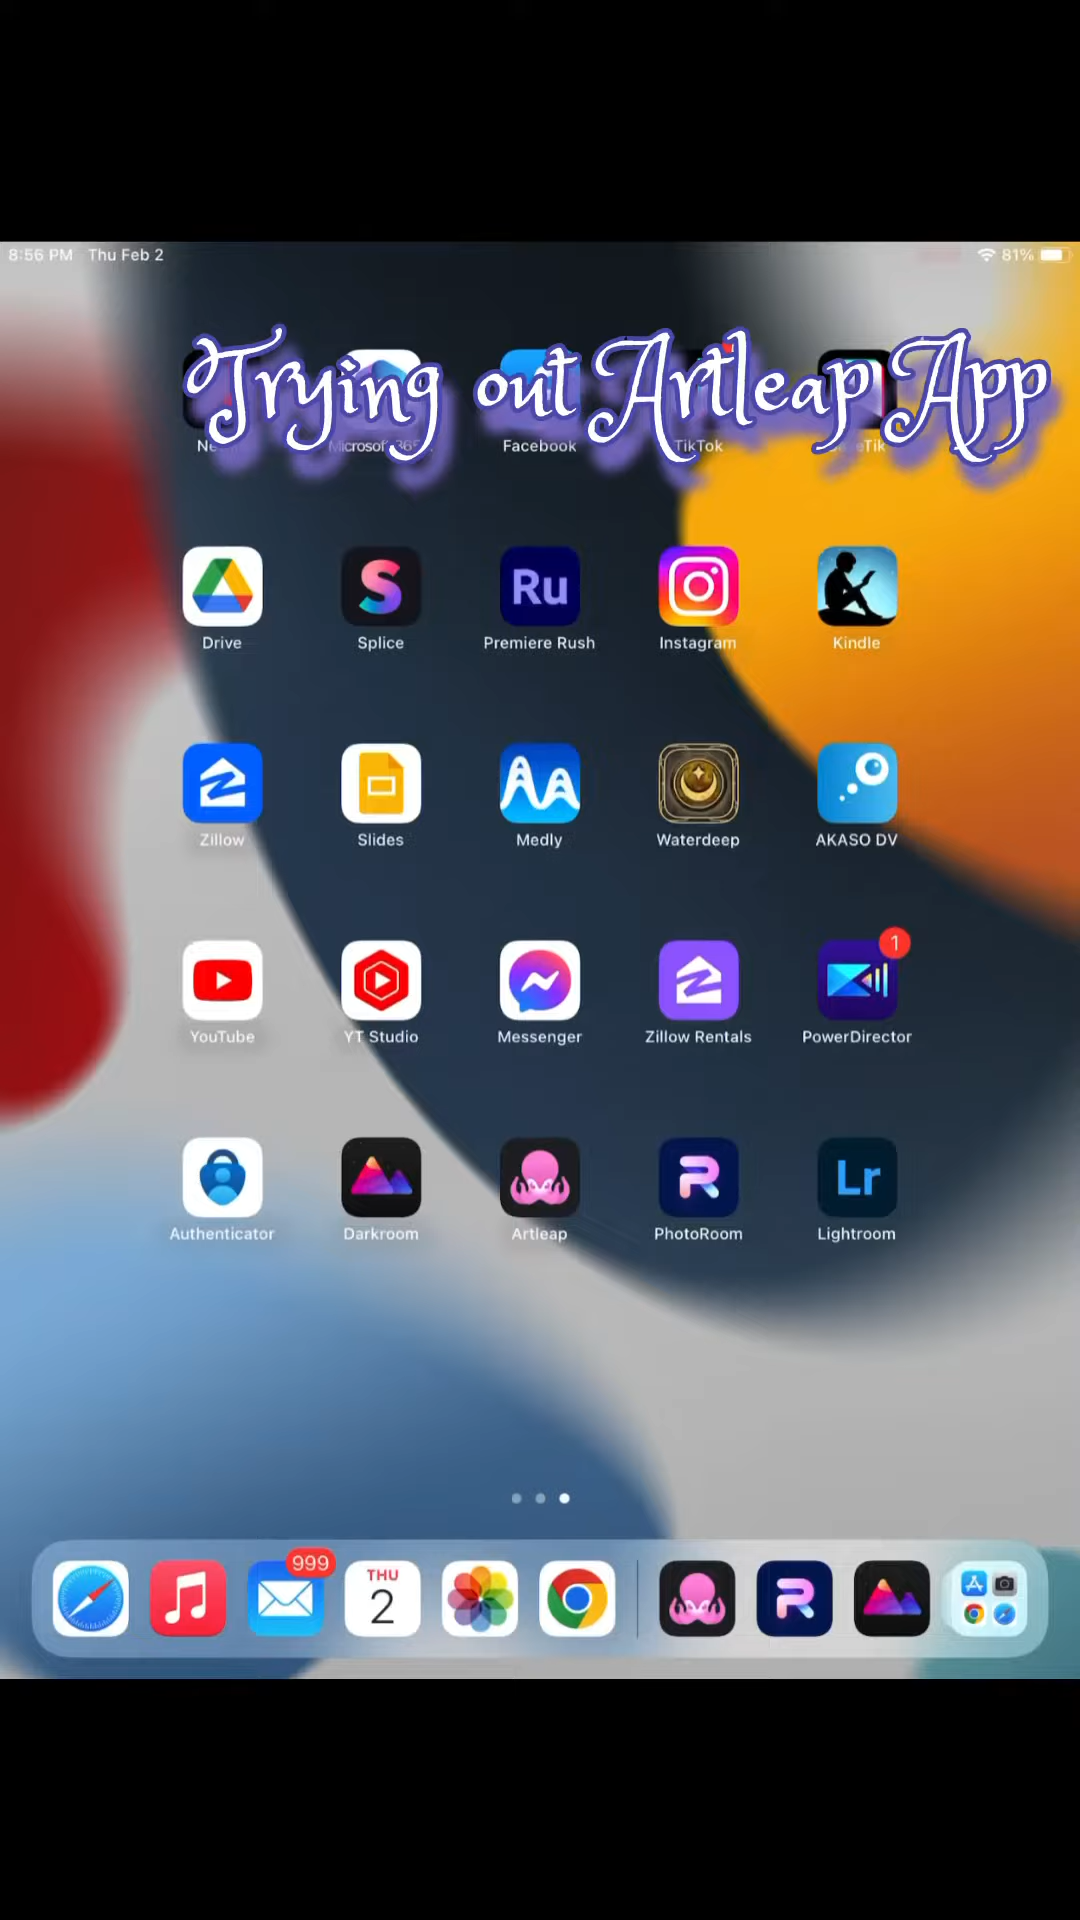 8:56 PM Thu Feb 2
81%
Trying out Artleap App
Microsoft 365
Facebook
TikTok
Drive
Splice
Ru
Premiere Rush
Instagram
Kindle
Zillow
Slides
Medly
Waterdeep
AKASO DV
1
YouTube
YT Studio
Messenger
Zillow Rentals
PowerDirector
Authenticator
Darkroom
Artleap
PhotoRoom
Lr
Lightroom
999
THU
2